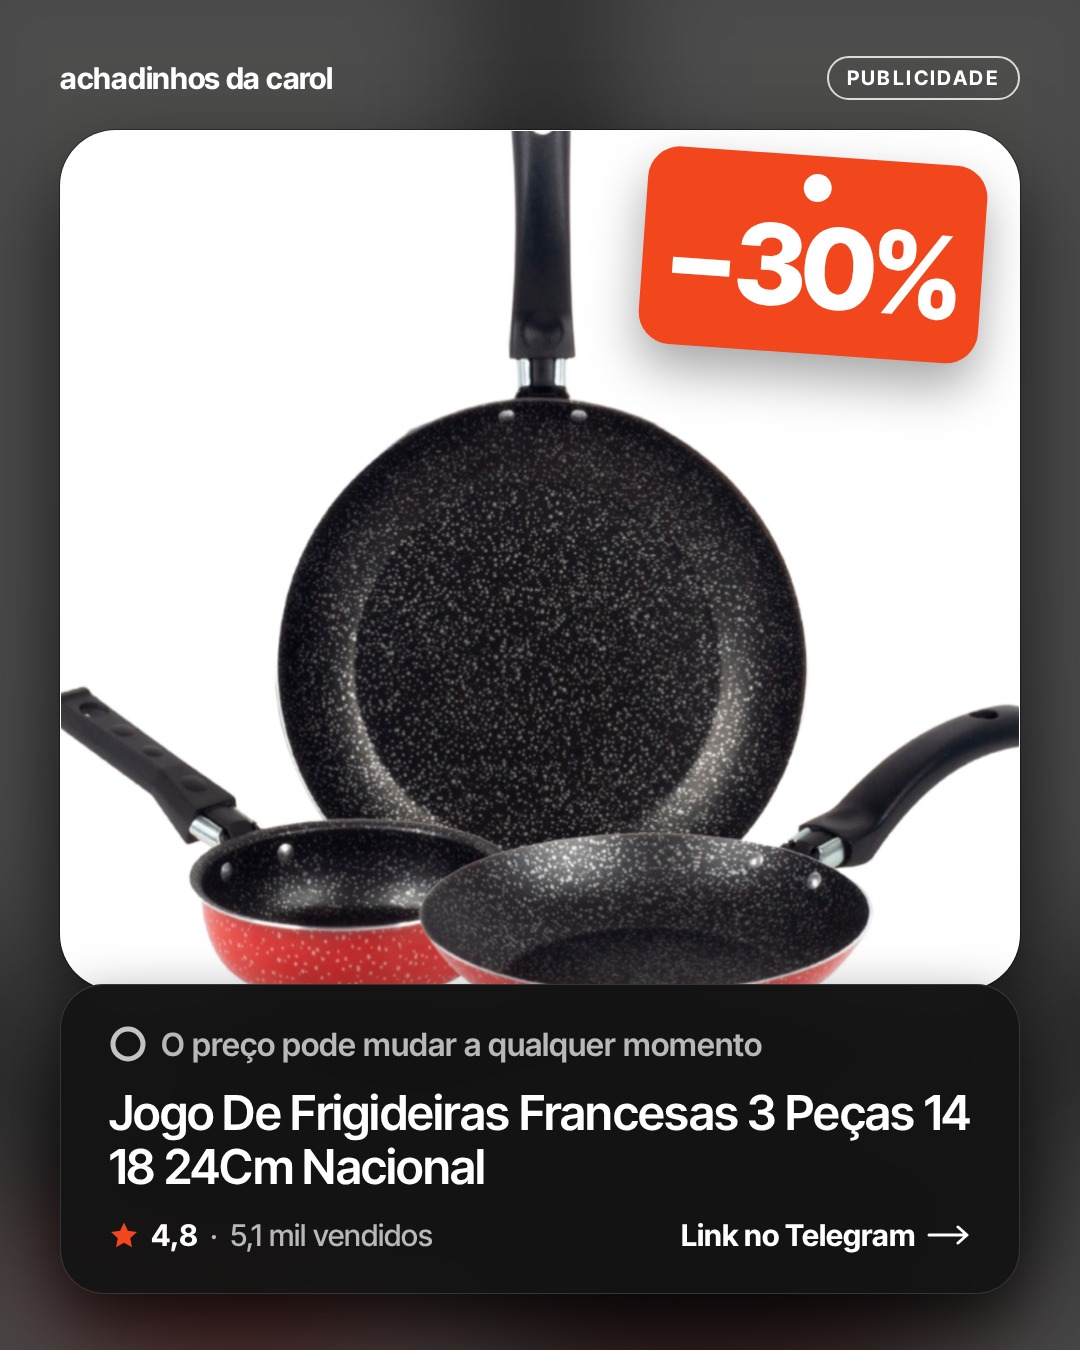 achadinhos da carol
PUBLICIDADE
–30%
O preço pode mudar a qualquer momento
Jogo De Frigideiras Francesas 3 Peças 14
18 24Cm Nacional
4,8 · 5,1 mil vendidos
Link no Telegram →